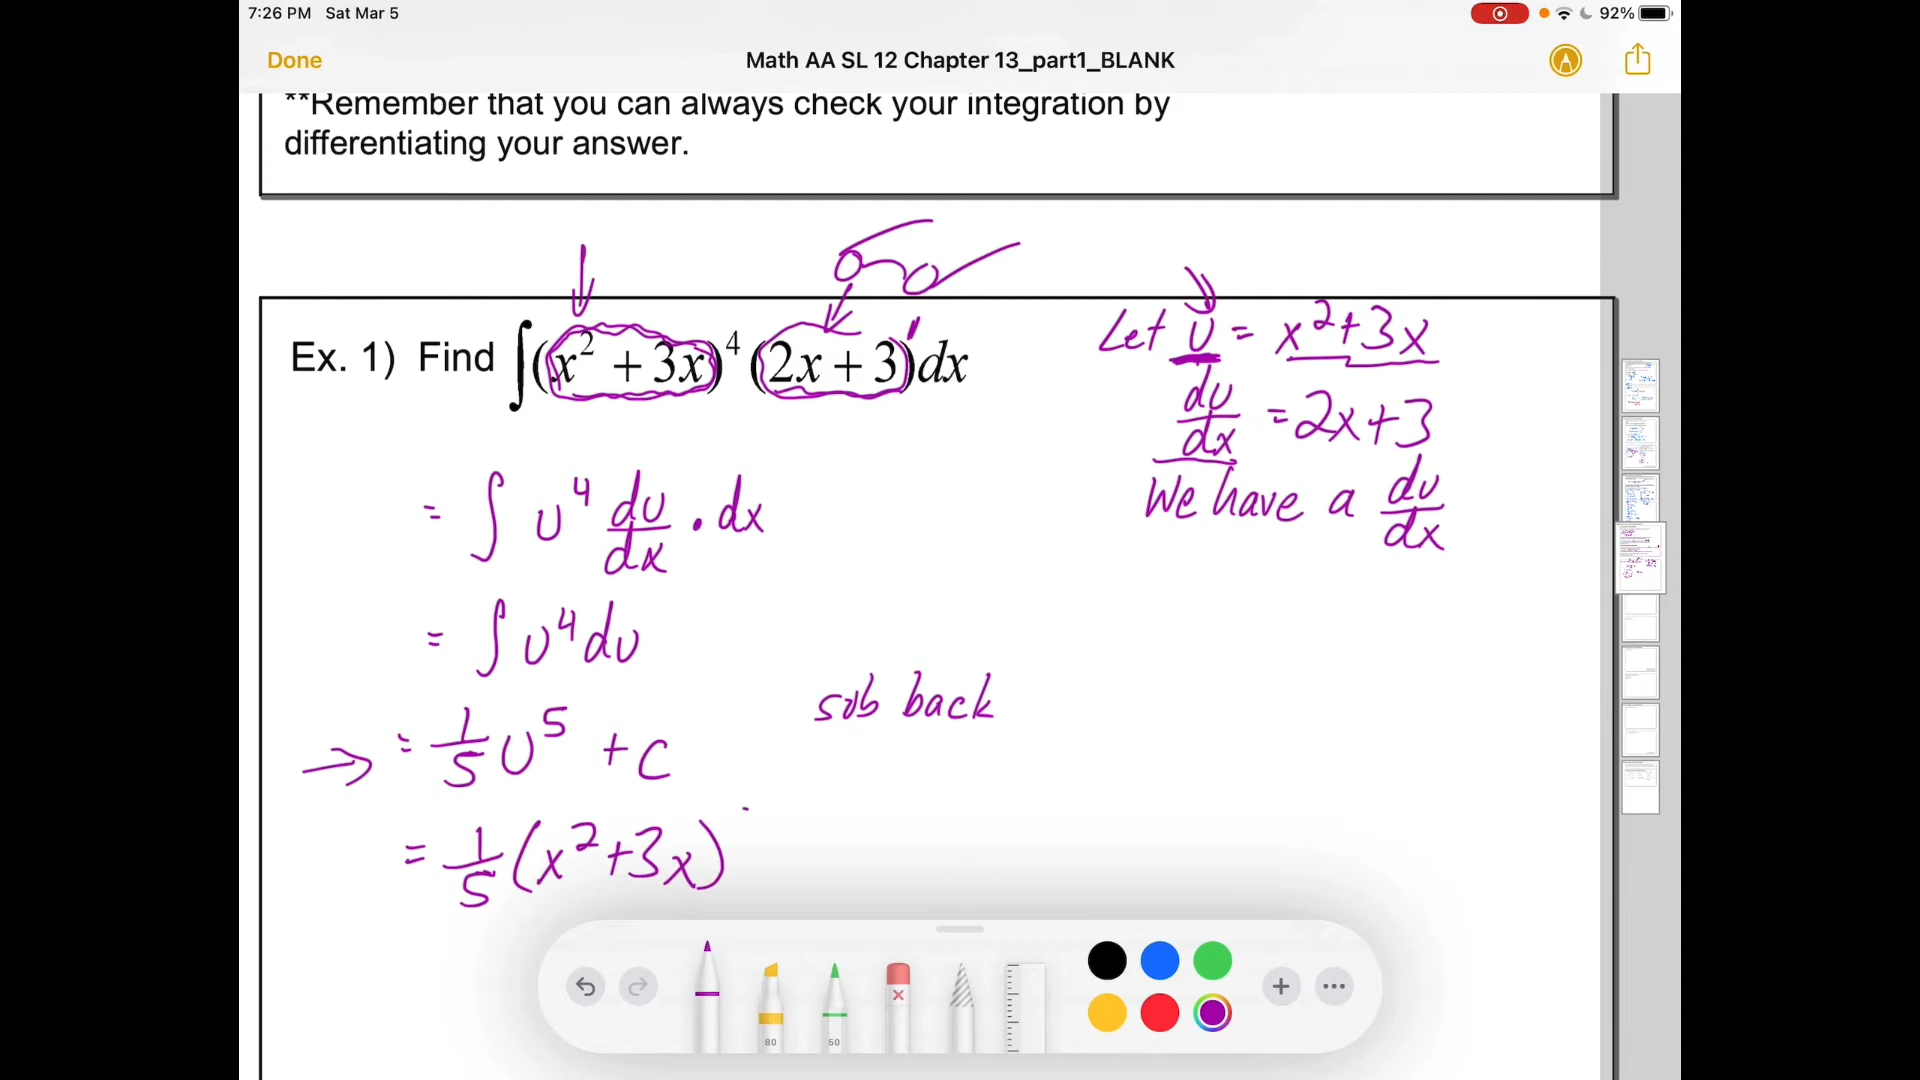 7:26 PM Sat Mar 5
92%
Done
Math AA SL 12 Chapter 13_part1_BLANK
**Remember that you can always check your integration by
differentiating your answer.
Ex. 1) Find ∫(x² + 3x)⁴ (2x + 3)dx
Let u = x²+3x
du/dx = 2x+3
We have a du/dx
= ∫ u⁴ du/dx · dx
= ∫ u⁴ du
sub back
= 1/5 u⁵ + c
= 1/5 (x²+3x)
80
50